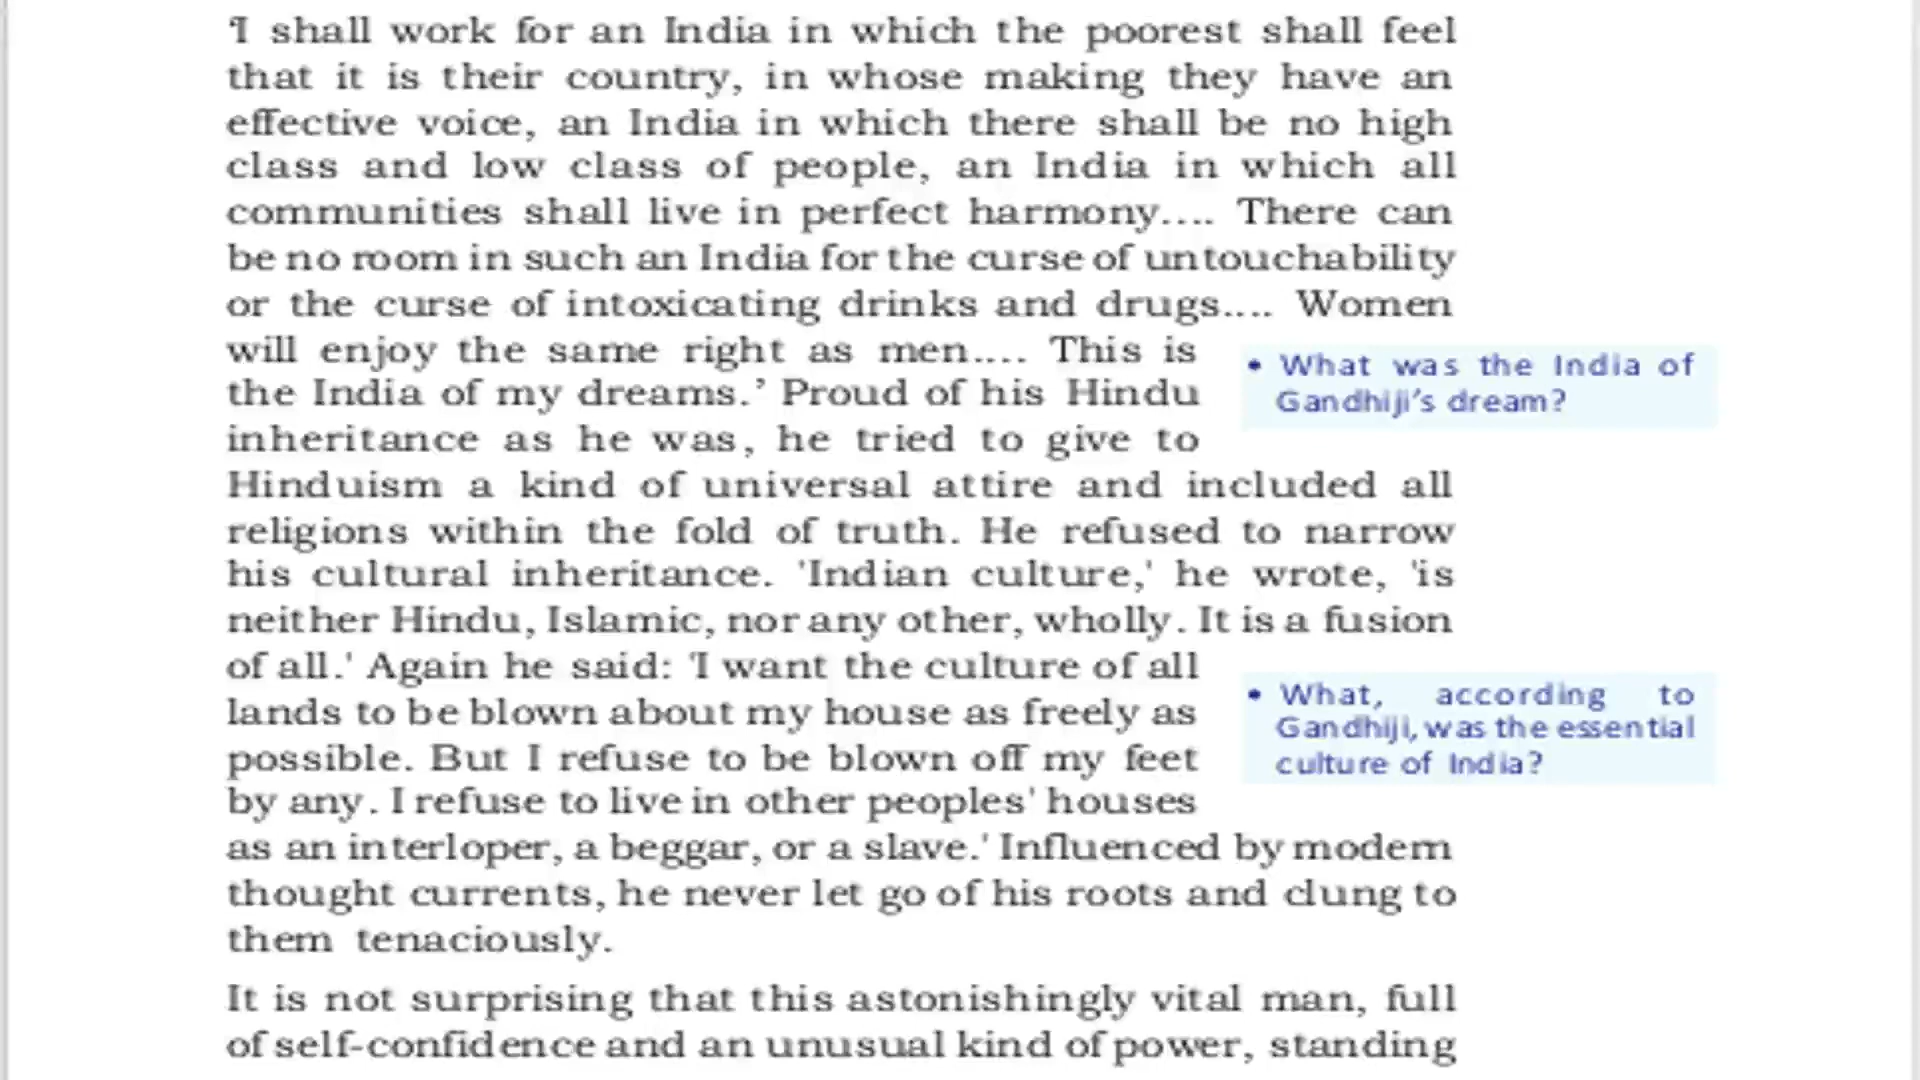 'I shall work for an India in which the poorest shall feel
that it is their country, in whose making they have an
effective voice, an India in which there shall be no high
class and low class of people, an India in which all
communities shall live in perfect harmony.... There can
be no room in such an India for the curse of untouchability
or the curse of intoxicating drinks and drugs.... Women
will enjoy the same right as men.... This is
the India of my dreams.' Proud of his Hindu
inheritance as he was, he tried to give to
Hinduism a kind of universal attire and included all
religions within the fold of truth. He refused to narrow
his cultural inheritance. 'Indian culture,' he wrote, 'is
neither Hindu, Islamic, nor any other, wholly. It is a fusion
of all.' Again he said: 'I want the culture of all
lands to be blown about my house as freely as
possible. But I refuse to be blown off my feet
by any. I refuse to live in other peoples' houses
as an interloper, a beggar, or a slave.' Influenced by modern
thought currents, he never let go of his roots and clung to
them tenaciously.
It is not surprising that this astonishingly vital man, full
of self-confidence and an unusual kind of power, standing
• What was the India of
Gandhiji's dream?
• What, according to
Gandhiji, was the essential
culture of India?